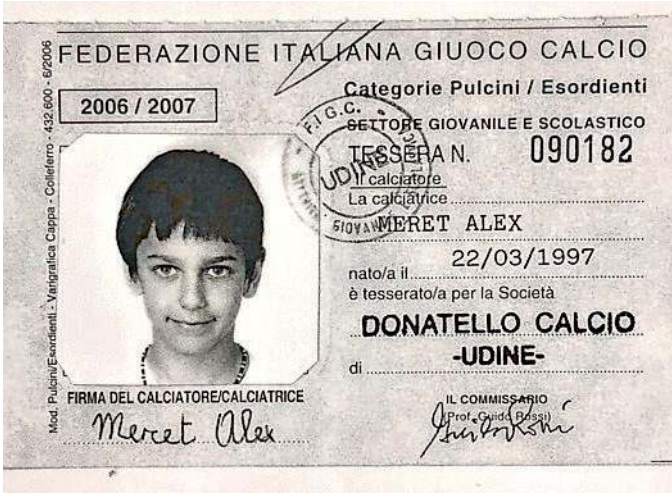 FEDERAZIONE ITALIANA GIUOCO CALCIO
2006 / 2007
Categorie Pulcini / Esordienti
SETTORE GIOVANILE E SCOLASTICO
TESSERA N. 090182
Il calciatore
La calciatrice
MERET ALEX
nato/a il 22/03/1997
è tesserato/a per la Società
DONATELLO CALCIO
di -UDINE-
FIRMA DEL CALCIATORE/CALCIATRICE
Meret Alex
IL COMMISSARIO
(Prof. Guido Rossi)
F.I.G.C.
UDINE
Mod. Pulcini/Esordienti - Varigrafica Cappa - Colleferro - 432.600 - 6/2006